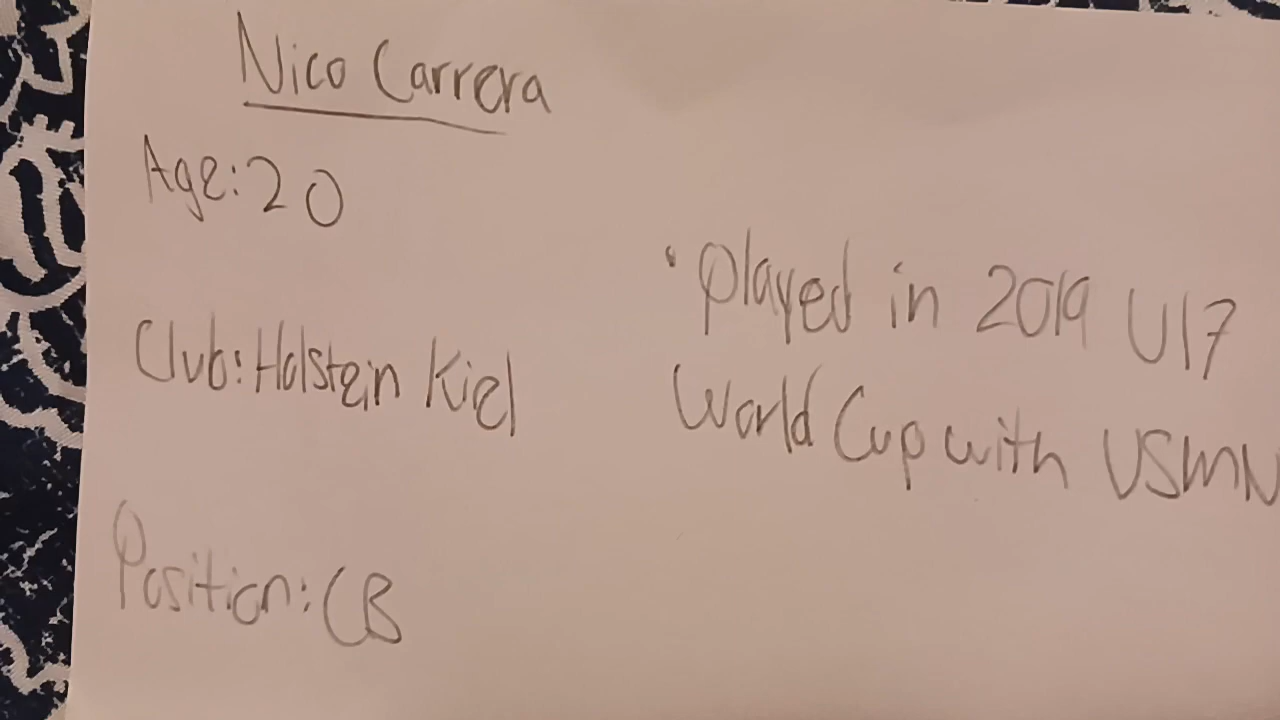 Nico Carrera
Age: 20
Club: Holstein Kiel
Position: CB
• played in 2019 U17
World Cup with USMN